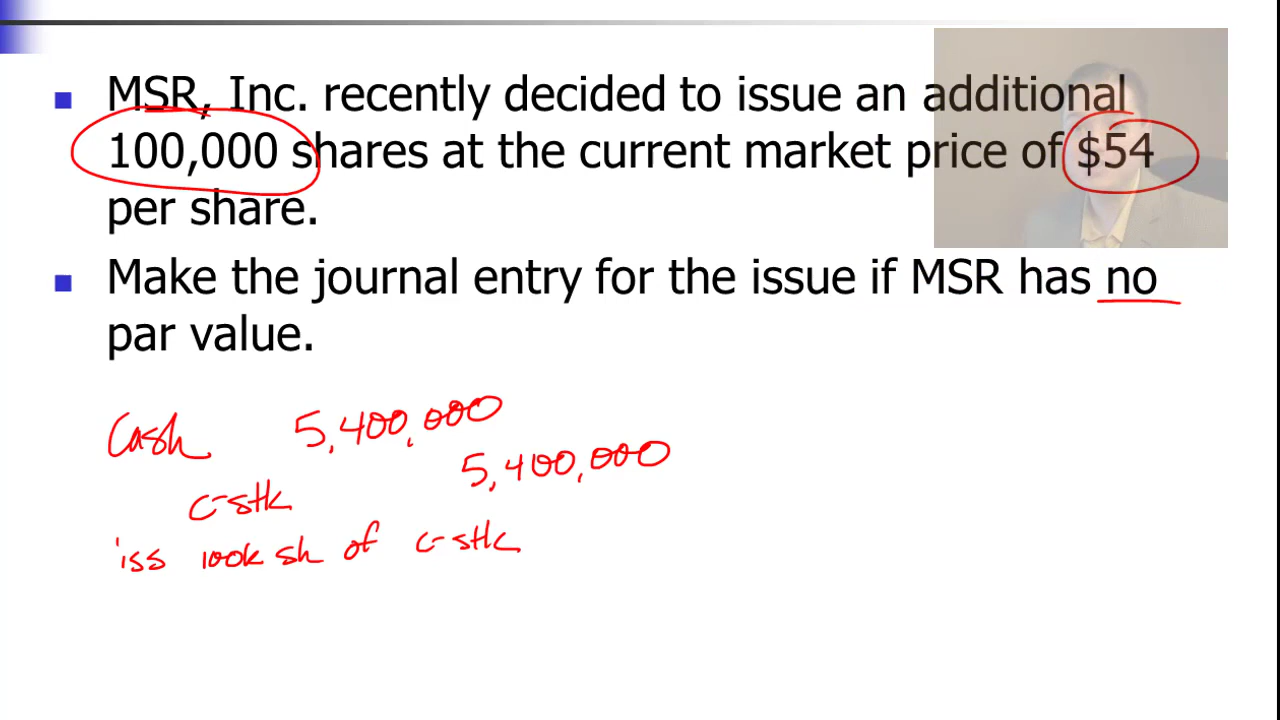 MSR, Inc. recently decided to issue an additional
100,000 shares at the current market price of $54
per share.
Make the journal entry for the issue if MSR has no
par value.
Cash 5,400,000
c-stk 5,400,000
iss 100k sh of c-stk